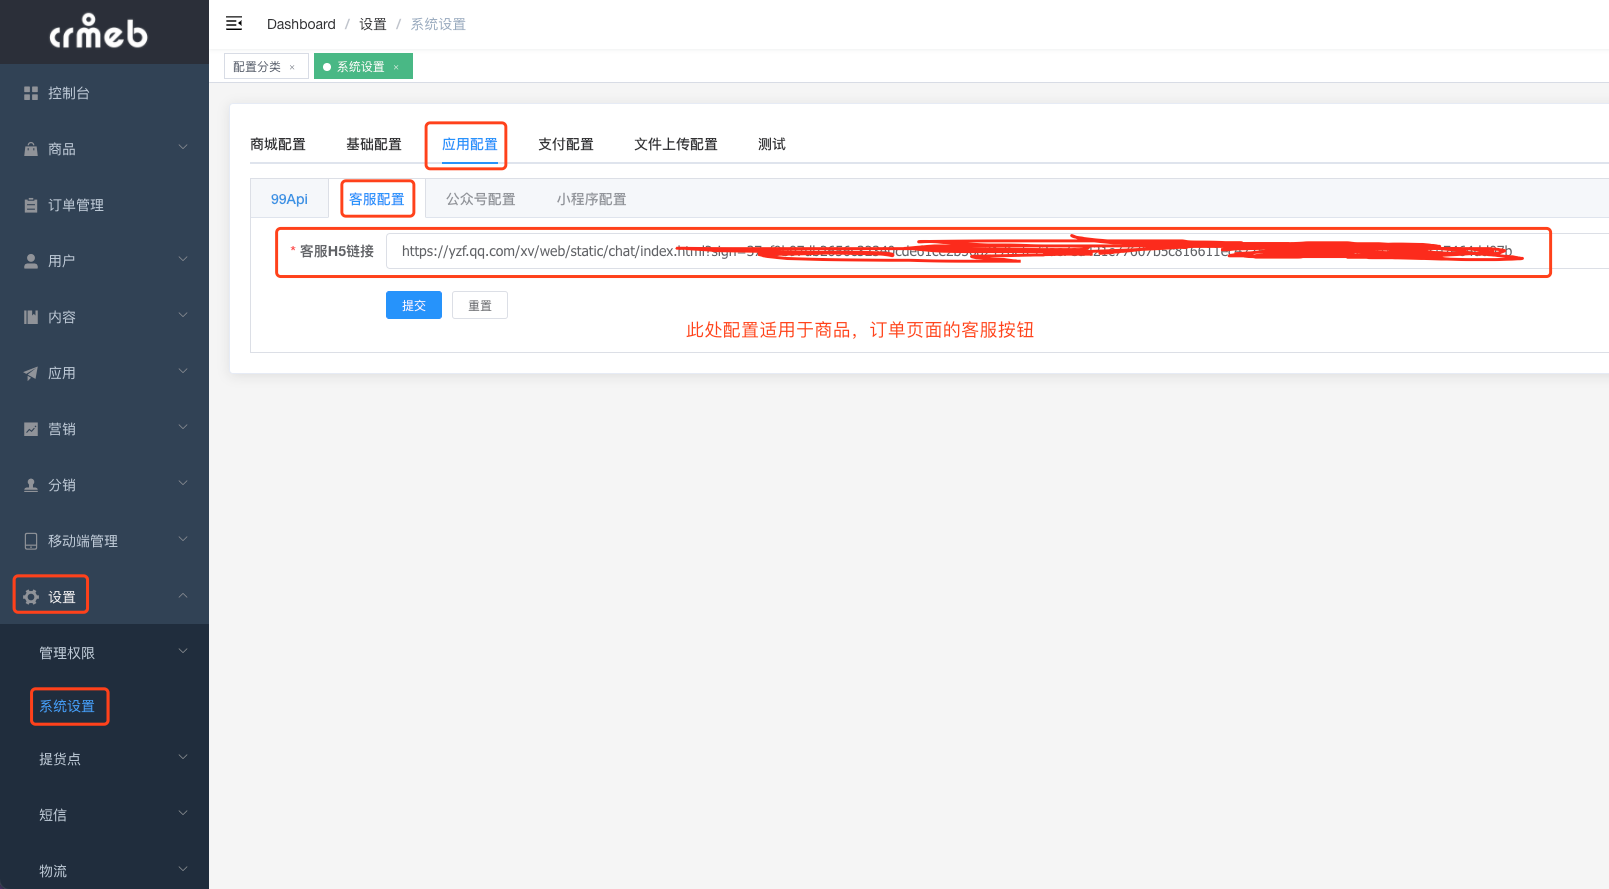 crmeb
Dashboard / 设置 / 系统设置
配置分类 ×
系统设置 ×
控制台
商品
订单管理
用户
内容
应用
营销
分销
移动端管理
设置
管理权限
系统设置
提货点
短信
物流
商城配置 基础配置 应用配置 支付配置 文件上传配置 测试
99Api 客服配置 公众号配置 小程序配置
* 客服H5链接 https://yzf.qq.com/xv/web/static/chat/index.html?sign=
提交 重置
此处配置适用于商品，订单页面的客服按钮